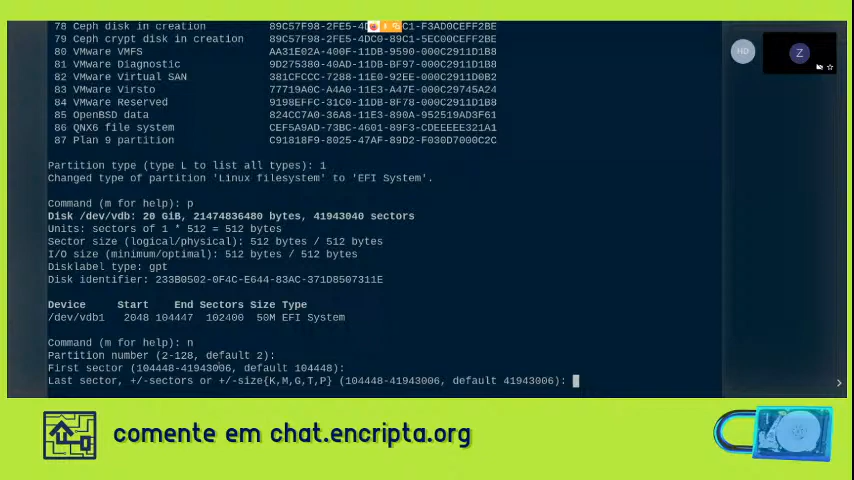 78 Ceph disk in creation 89C57F98-2FE5-4DC0-89C1-F3AD0CEFF2BE
79 Ceph crypt disk in creation 89C57F98-2FE5-4DC0-89C1-5EC00CEFF2BE
80 VMware VMFS AA31E02A-400F-11DB-9590-000C2911D1B8
81 VMware Diagnostic 9D275380-40AD-11DB-BF97-000C2911D1B8
82 VMware Virtual SAN 381CFCCC-7288-11E0-92EE-000C2911D0B2
83 VMware Virsto 77719A0C-A4A0-11E3-A47E-000C29745A24
84 VMware Reserved 9198EFFC-31C0-11DB-8F78-000C2911D1B8
85 OpenBSD data 824CC7A0-36A8-11E3-890A-952519AD3F61
86 QNX6 file system CEF5A9AD-73BC-4601-89F3-CDEEEEE321A1
87 Plan 9 partition C91818F9-8025-47AF-89D2-F030D7000C2C
Partition type (type L to list all types): 1
Changed type of partition 'Linux filesystem' to 'EFI System'.
Command (m for help): p
Disk /dev/vdb: 20 GiB, 21474836480 bytes, 41943040 sectors
Units: sectors of 1 * 512 = 512 bytes
Sector size (logical/physical): 512 bytes / 512 bytes
I/O size (minimum/optimal): 512 bytes / 512 bytes
Disklabel type: gpt
Disk identifier: 233B0502-0F4C-E644-83AC-371D8507311E
Device Start End Sectors Size Type
/dev/vdb1 2048 104447 102400 50M EFI System
Command (m for help): n
Partition number (2-128, default 2):
First sector (104448-41943006, default 104448):
Last sector, +/-sectors or +/-size{K,M,G,T,P} (104448-41943006, default 41943006):
HD
Z
comente em chat.encripta.org